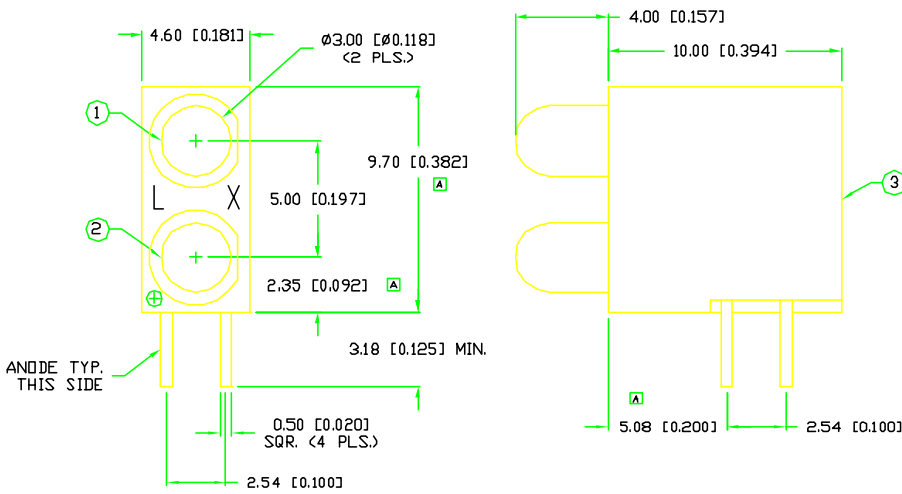 4.60 [0.181]
Ø3.00 [Ø0.118]
(2 PLS.)
4.00 [0.157]
10.00 [0.394]
1
9.70 [0.382]
A
3
L X
5.00 [0.197]
2
2.35 [0.092] A
3.18 [0.125] MIN.
ANODE TYP.
THIS SIDE
A
0.50 [0.020]
SQR. (4 PLS.)
5.08 [0.200]
2.54 [0.100]
2.54 [0.100]